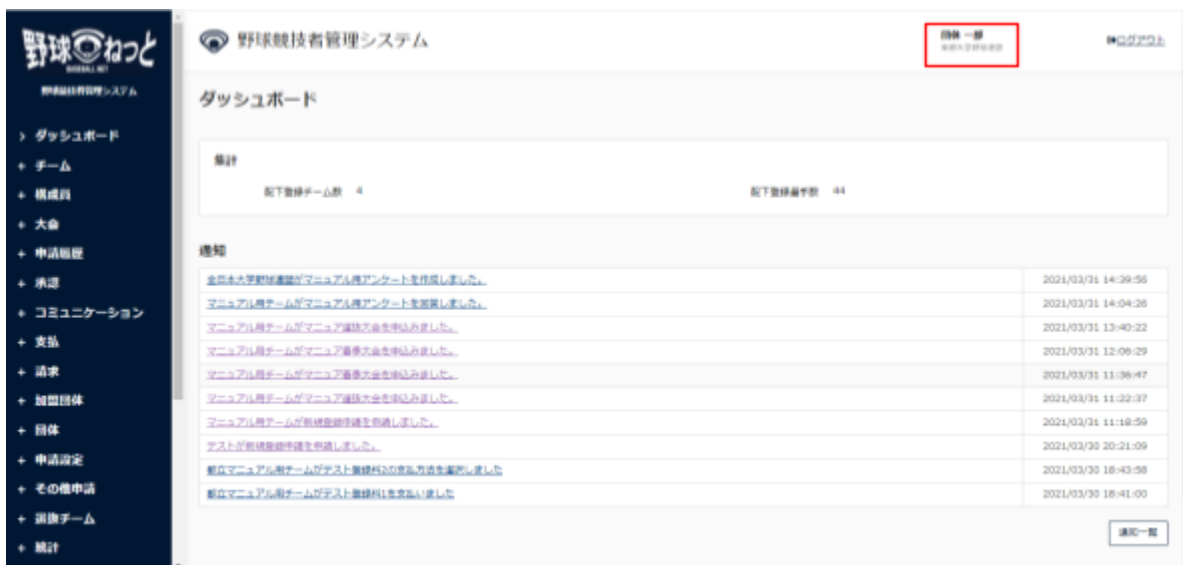 野球ねっと
BASEBALL.NET
野球競技者管理システム
> ダッシュボード
+ チーム
+ 構成員
+ 大会
+ 申請履歴
+ 承認
+ コミュニケーション
+ 支払
+ 請求
+ 加盟団体
+ 団体
+ 申請設定
+ その他申請
+ 選抜チーム
+ 統計
野球競技者管理システム
団体 一郎
ログアウト
ダッシュボード
集計
配下登録チーム数 4
配下登録選手数 44
通知
全日本大学野球連盟がマニュアル用アンケートを作成しました。 2021/03/31 14:39:56
マニュアル用チームがマニュアル用アンケートを回答しました。 2021/03/31 14:04:26
マニュアル用チームがマニュア選抜大会を申込みました。 2021/03/31 13:40:22
マニュアル用チームがマニュア春季大会を申込みました。 2021/03/31 12:06:29
マニュアル用チームがマニュア春季大会を申込みました。 2021/03/31 11:36:47
マニュアル用チームがマニュア選抜大会を申込みました。 2021/03/31 11:22:37
マニュアル用チームが新規登録申請を申請しました。 2021/03/31 11:18:59
テストが新規登録申請を申請しました。 2021/03/30 20:21:09
都立マニュアル用チームがテスト登録料2の支払方法を選択しました 2021/03/30 18:43:58
都立マニュアル用チームがテスト登録料1を支払いました 2021/03/30 18:41:00
通知一覧